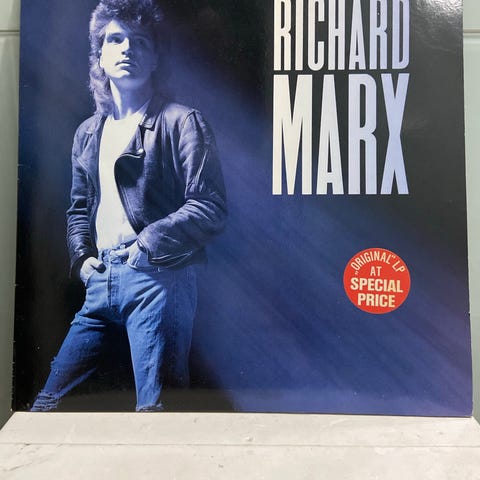 RICHARD
MARX
"ORIGINAL" LP
AT
SPECIAL
PRICE